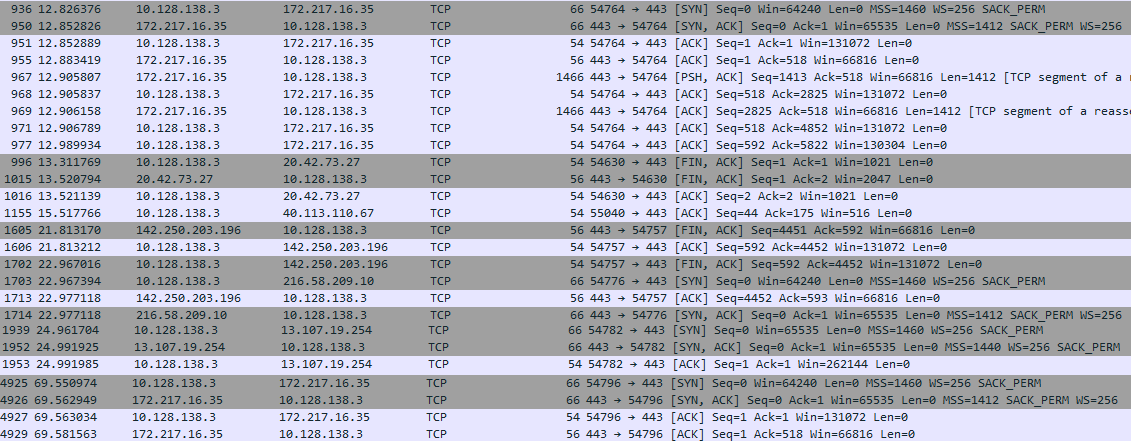 936 12.826376 10.128.138.3 172.217.16.35 TCP 66 54764 → 443 [SYN] Seq=0 Win=64240 Len=0 MSS=1460 WS=256 SACK_PERM
950 12.852826 172.217.16.35 10.128.138.3 TCP 66 443 → 54764 [SYN, ACK] Seq=0 Ack=1 Win=65535 Len=0 MSS=1412 SACK_PERM WS=256
951 12.852889 10.128.138.3 172.217.16.35 TCP 54 54764 → 443 [ACK] Seq=1 Ack=1 Win=131072 Len=0
955 12.883419 172.217.16.35 10.128.138.3 TCP 56 443 → 54764 [ACK] Seq=1 Ack=518 Win=66816 Len=0
967 12.905807 172.217.16.35 10.128.138.3 TCP 1466 443 → 54764 [PSH, ACK] Seq=1413 Ack=518 Win=66816 Len=1412 [TCP segment of a r
968 12.905837 10.128.138.3 172.217.16.35 TCP 54 54764 → 443 [ACK] Seq=518 Ack=2825 Win=131072 Len=0
969 12.906158 172.217.16.35 10.128.138.3 TCP 1466 443 → 54764 [ACK] Seq=2825 Ack=518 Win=66816 Len=1412 [TCP segment of a reass
971 12.906789 10.128.138.3 172.217.16.35 TCP 54 54764 → 443 [ACK] Seq=518 Ack=4852 Win=131072 Len=0
977 12.989934 10.128.138.3 172.217.16.35 TCP 54 54764 → 443 [ACK] Seq=592 Ack=5822 Win=130304 Len=0
996 13.311769 10.128.138.3 20.42.73.27 TCP 54 54630 → 443 [FIN, ACK] Seq=1 Ack=1 Win=1021 Len=0
1015 13.520794 20.42.73.27 10.128.138.3 TCP 56 443 → 54630 [FIN, ACK] Seq=1 Ack=2 Win=2047 Len=0
1016 13.521139 10.128.138.3 20.42.73.27 TCP 54 54630 → 443 [ACK] Seq=2 Ack=2 Win=1021 Len=0
1155 15.517766 10.128.138.3 40.113.110.67 TCP 54 55040 → 443 [ACK] Seq=44 Ack=175 Win=516 Len=0
1605 21.813170 142.250.203.196 10.128.138.3 TCP 56 443 → 54757 [FIN, ACK] Seq=4451 Ack=592 Win=66816 Len=0
1606 21.813212 10.128.138.3 142.250.203.196 TCP 54 54757 → 443 [ACK] Seq=592 Ack=4452 Win=131072 Len=0
1702 22.967016 10.128.138.3 142.250.203.196 TCP 54 54757 → 443 [FIN, ACK] Seq=592 Ack=4452 Win=131072 Len=0
1703 22.967394 10.128.138.3 216.58.209.10 TCP 66 54776 → 443 [SYN] Seq=0 Win=64240 Len=0 MSS=1460 WS=256 SACK_PERM
1713 22.977118 142.250.203.196 10.128.138.3 TCP 56 443 → 54757 [ACK] Seq=4452 Ack=593 Win=66816 Len=0
1714 22.977118 216.58.209.10 10.128.138.3 TCP 66 443 → 54776 [SYN, ACK] Seq=0 Ack=1 Win=65535 Len=0 MSS=1412 SACK_PERM WS=256
1939 24.961704 10.128.138.3 13.107.19.254 TCP 66 54782 → 443 [SYN] Seq=0 Win=65535 Len=0 MSS=1460 WS=256 SACK_PERM
1952 24.991925 13.107.19.254 10.128.138.3 TCP 66 443 → 54782 [SYN, ACK] Seq=0 Ack=1 Win=65535 Len=0 MSS=1440 WS=256 SACK_PERM
1953 24.991985 10.128.138.3 13.107.19.254 TCP 54 54782 → 443 [ACK] Seq=1 Ack=1 Win=262144 Len=0
4925 69.550974 10.128.138.3 172.217.16.35 TCP 66 54796 → 443 [SYN] Seq=0 Win=64240 Len=0 MSS=1460 WS=256 SACK_PERM
4926 69.562949 172.217.16.35 10.128.138.3 TCP 66 443 → 54796 [SYN, ACK] Seq=0 Ack=1 Win=65535 Len=0 MSS=1412 SACK_PERM WS=256
4927 69.563034 10.128.138.3 172.217.16.35 TCP 54 54796 → 443 [ACK] Seq=1 Ack=1 Win=131072 Len=0
4929 69.581563 172.217.16.35 10.128.138.3 TCP 56 443 → 54796 [ACK] Seq=1 Ack=518 Win=66816 Len=0